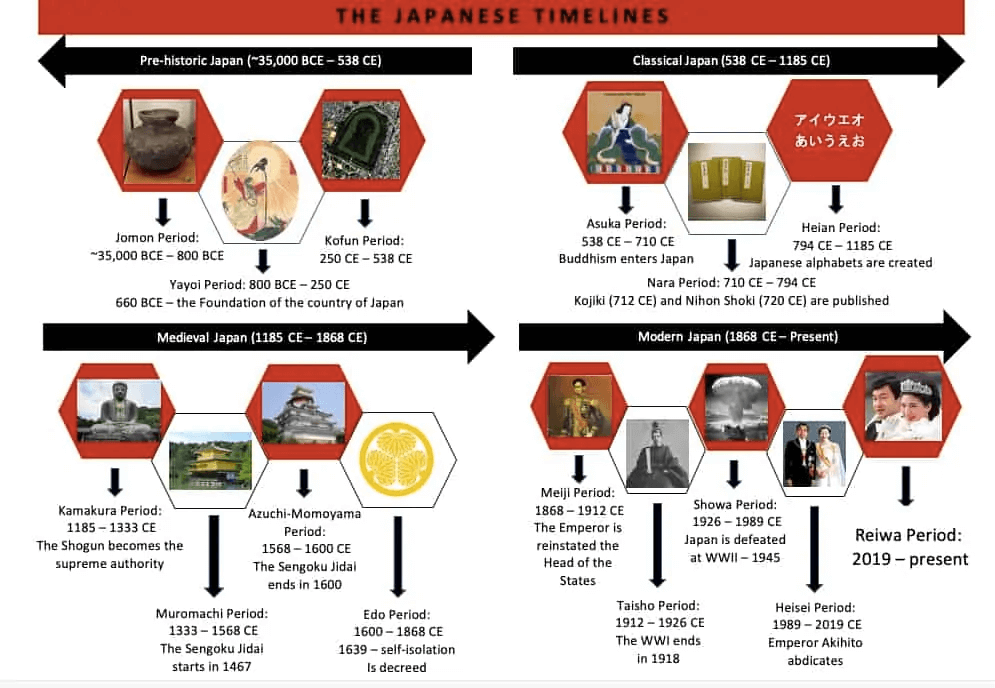 THE JAPANESE TIMELINES
Pre-historic Japan (~35,000 BCE – 538 CE)
Jomon Period:
~35,000 BCE – 800 BCE
Yayoi Period: 800 BCE – 250 CE
660 BCE – the Foundation of the country of Japan
Kofun Period:
250 CE – 538 CE
Classical Japan (538 CE – 1185 CE)
Asuka Period:
538 CE – 710 CE
Buddhism enters Japan
Nara Period: 710 CE – 794 CE
Kojiki (712 CE) and Nihon Shoki (720 CE) are published
アイウエオ
あいうえお
Heian Period:
794 CE – 1185 CE
Japanese alphabets are created
Medieval Japan (1185 CE– 1868 CE)
Kamakura Period:
1185 – 1333 CE
The Shogun becomes the
supreme authority
Muromachi Period:
1333 – 1568 CE
The Sengoku Jidai
starts in 1467
Azuchi-Momoyama
Period:
1568 – 1600 CE
The Sengoku Jidai
ends in 1600
Edo Period:
1600 – 1868 CE
1639 – self-isolation
Is decreed
Modern Japan (1868 CE – Present)
Meiji Period:
1868 – 1912 CE
The Emperor is
reinstated the
Head of the
States
Taisho Period:
1912 – 1926 CE
The WWI ends
in 1918
Showa Period:
1926 – 1989 CE
Japan is defeated
at WWII – 1945
Heisei Period:
1989 – 2019 CE
Emperor Akihito
abdicates
Reiwa Period:
2019 – present